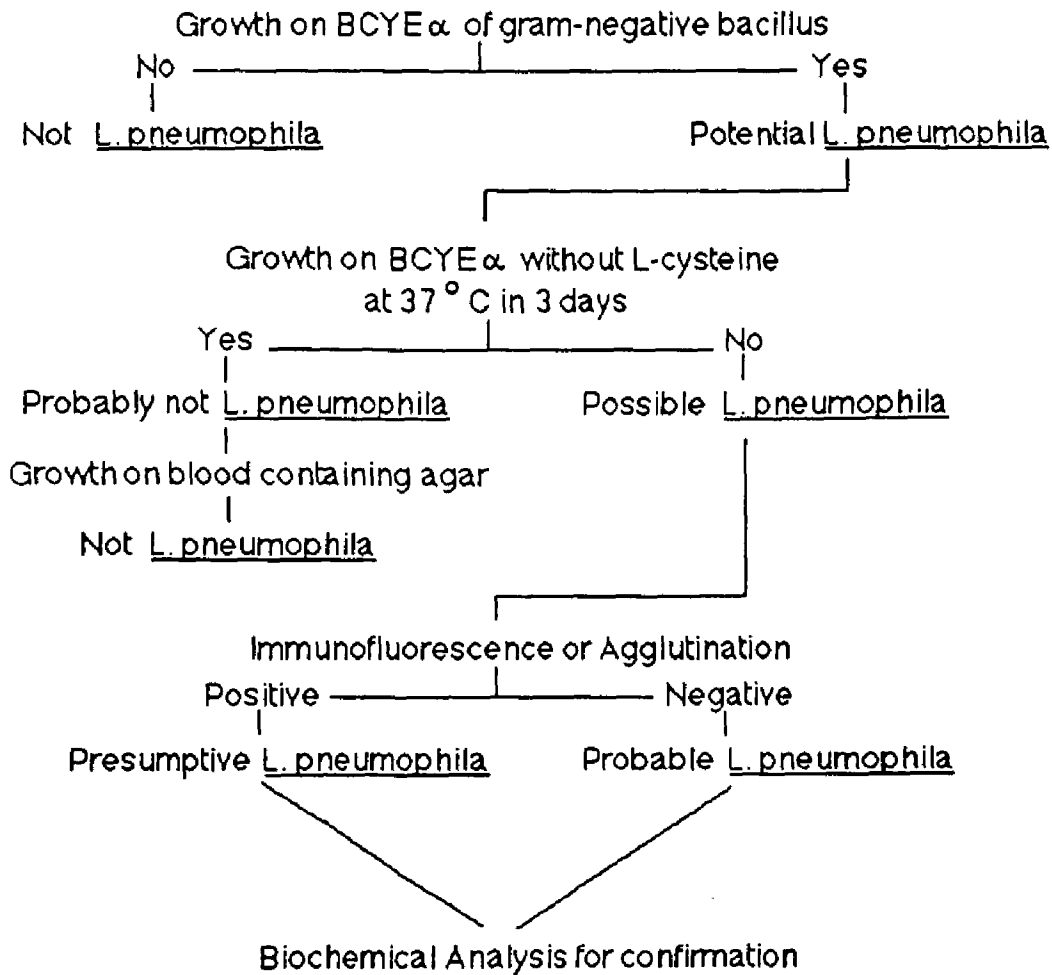 Growth on BCYEα of gram-negative bacillus
No Yes
Not L. pneumophila Potential L. pneumophila
Growth on BCYEα without L-cysteine
at 37° C in 3 days
Yes No
Probably not L. pneumophila Possible L. pneumophila
Growth on blood containing agar
Not L. pneumophila
Immunofluorescence or Agglutination
Positive Negative
Presumptive L. pneumophila Probable L. pneumophila
Biochemical Analysis for confirmation